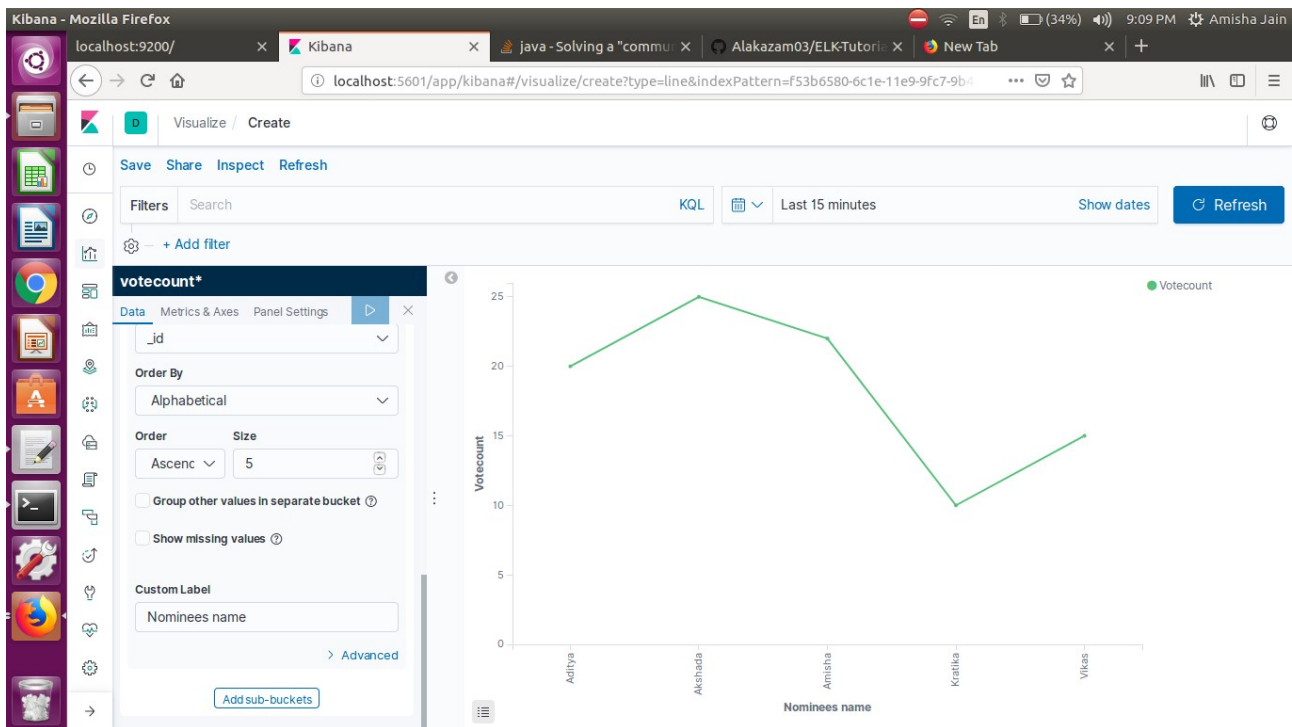 Kibana - Mozilla Firefox
En (34%) 9:09 PM Amisha Jain
localhost:9200/ Kibana java - Solving a "commu Alakazam03/ELK-Tutoria New Tab
localhost:5601/app/kibana#/visualize/create?type=line&indexPattern=f53b6580-6c1e-11e9-9fc7-9b4
D Visualize / Create
Save Share Inspect Refresh
Filters Search KQL Last 15 minutes Show dates Refresh
+ Add filter
votecount*
Data Metrics & Axes Panel Settings
_id
Order By
Alphabetical
Order Size
Ascenc 5
Group other values in separate bucket
Show missing values
Custom Label
Nominees name
> Advanced
Add sub-buckets
Votecount
25
20
15
10
5
0
Votecount
Aditya Akshada Amisha Kratika Vikas
Nominees name